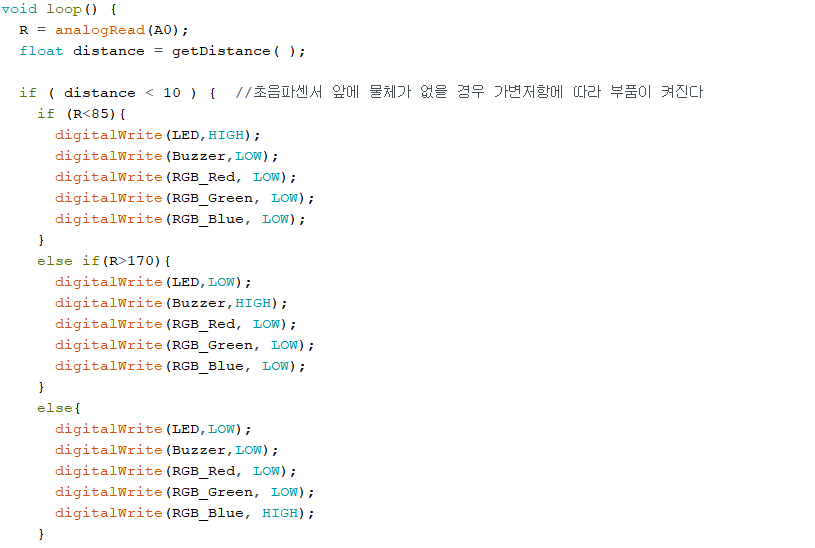 void loop() {
  R = analogRead(A0);
  float distance = getDistance( );

  if ( distance < 10 ) {  //초음파센서 앞에 물체가 없을 경우 가변저항에 따라 부품이 켜진다
    if (R<85){
      digitalWrite(LED,HIGH);
      digitalWrite(Buzzer,LOW);
      digitalWrite(RGB_Red, LOW);
      digitalWrite(RGB_Green, LOW);
      digitalWrite(RGB_Blue, LOW);
    }
    else if(R>170){
      digitalWrite(LED,LOW);
      digitalWrite(Buzzer,HIGH);
      digitalWrite(RGB_Red, LOW);
      digitalWrite(RGB_Green, LOW);
      digitalWrite(RGB_Blue, LOW);
    }
    else{
      digitalWrite(LED,LOW);
      digitalWrite(Buzzer,LOW);
      digitalWrite(RGB_Red, LOW);
      digitalWrite(RGB_Green, LOW);
      digitalWrite(RGB_Blue, HIGH);
    }